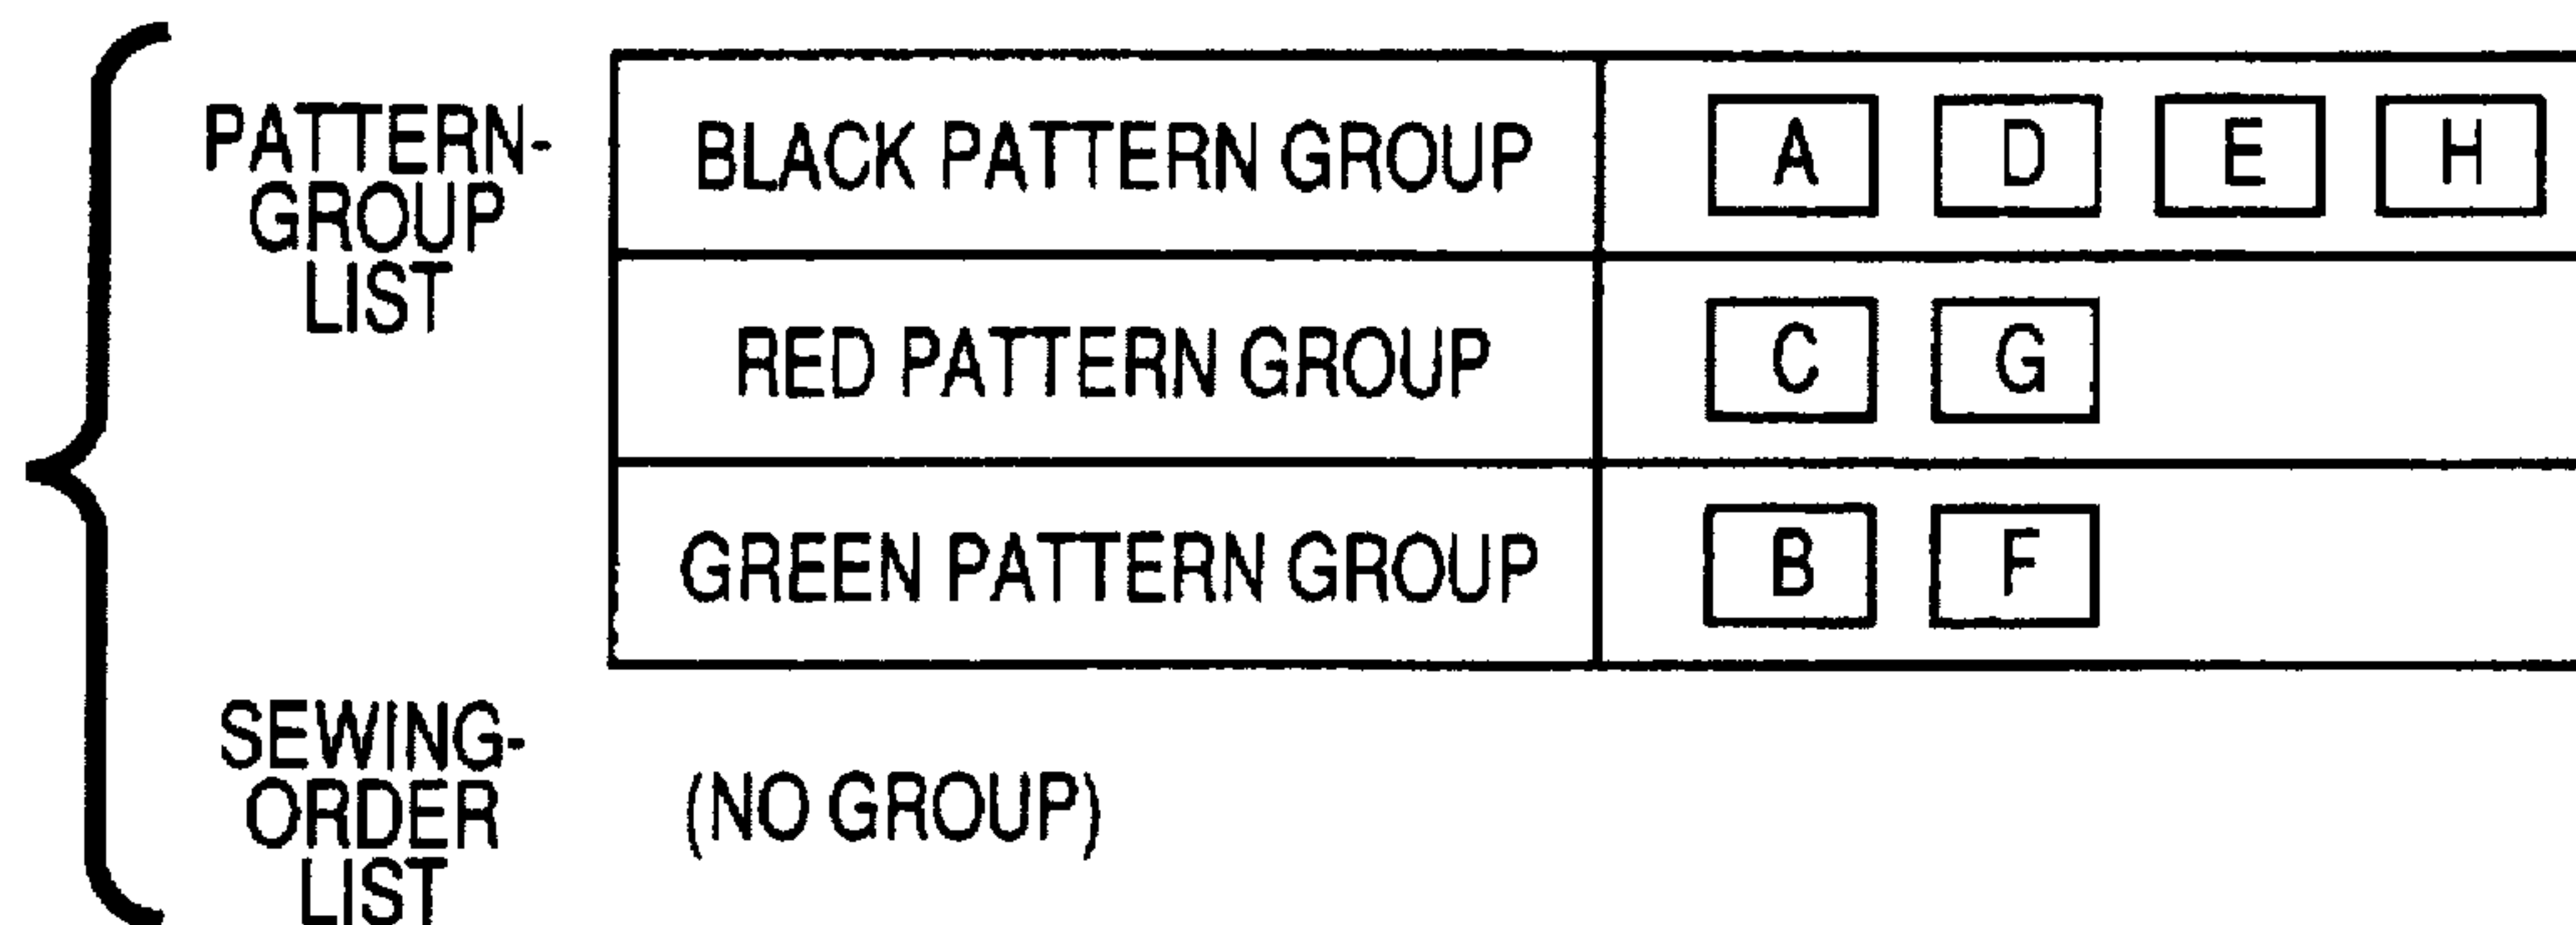 PATTERN-
GROUP
LIST
BLACK PATTERN GROUP A D E H
RED PATTERN GROUP C G
GREEN PATTERN GROUP B F
SEWING-
ORDER
LIST
(NO GROUP)